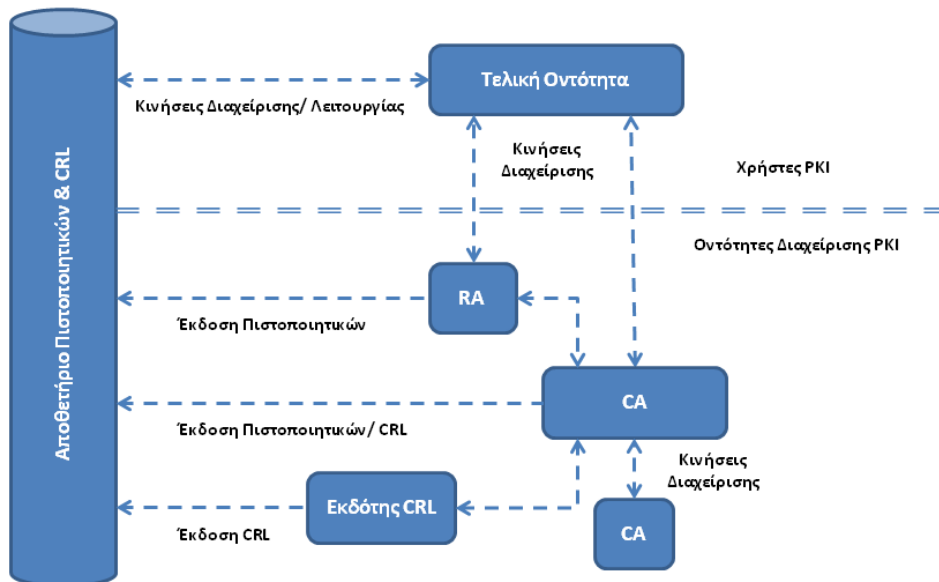 Αποθετήριο Πιστοποιητικών & CRL
Τελική Οντότητα
Κινήσεις Διαχείρισης/ Λειτουργίας
Κινήσεις
Διαχείρισης
Χρήστες PKI
Οντότητες Διαχείρισης PKI
RA
Έκδοση Πιστοποιητικών
CA
Έκδοση Πιστοποιητικών/ CRL
Κινήσεις
Διαχείρισης
Εκδότης CRL
CA
Έκδοση CRL